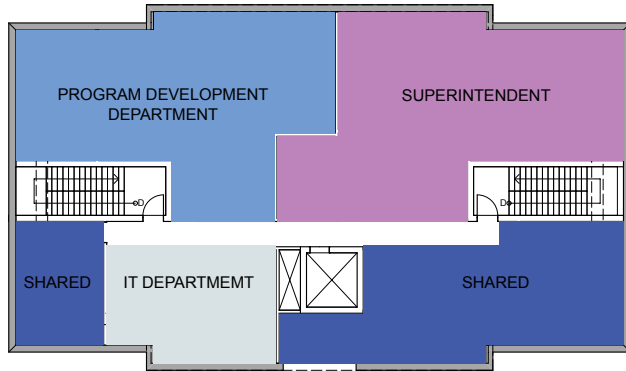 PROGRAM DEVELOPMENT
DEPARTMENT
SUPERINTENDENT
D
D
SHARED
IT DEPARTMEMT
SHARED